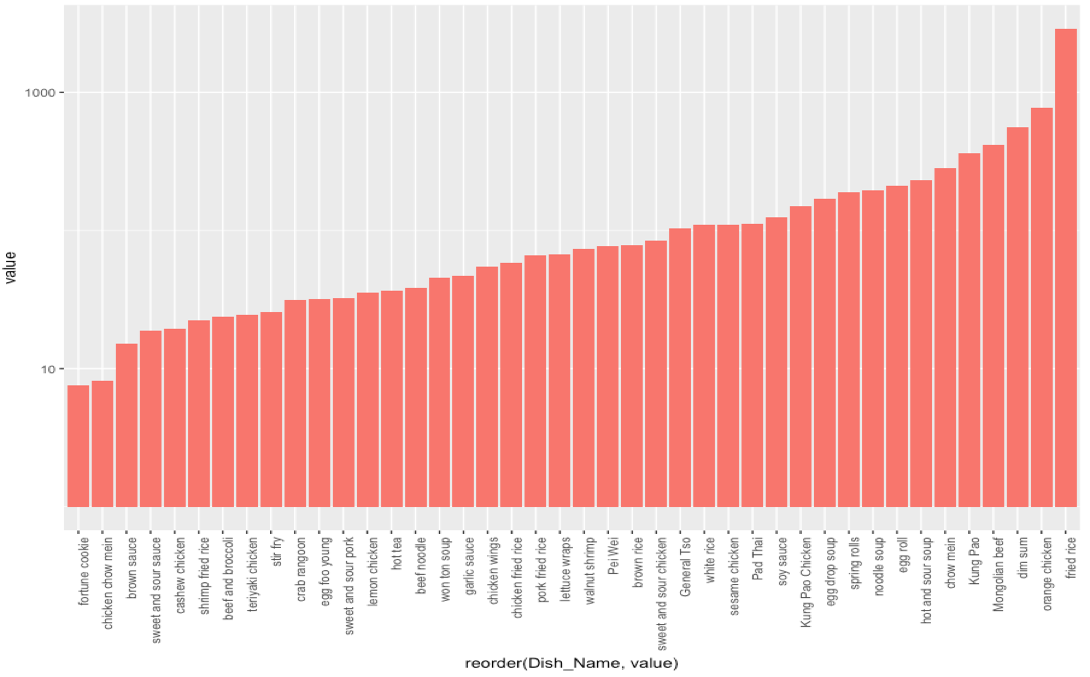 1000
10
value
fortune cookie
chicken chow mein
brown sauce
sweet and sour sauce
cashew chicken
shrimp fried rice
beef and broccoli
teriyaki chicken
stir fry
crab rangoon
egg foo young
sweet and sour pork
lemon chicken
hot tea
beef noodle
won ton soup
garlic sauce
chicken wings
chicken fried rice
pork fried rice
lettuce wraps
walnut shrimp
Pei Wei
brown rice
sweet and sour chicken
General Tso
white rice
sesame chicken
Pad Thai
soy sauce
Kung Pao Chicken
egg drop soup
spring rolls
noodle soup
egg roll
hot and sour soup
chow mein
Kung Pao
Mongolian beef
dim sum
orange chicken
fried rice
reorder(Dish_Name, value)